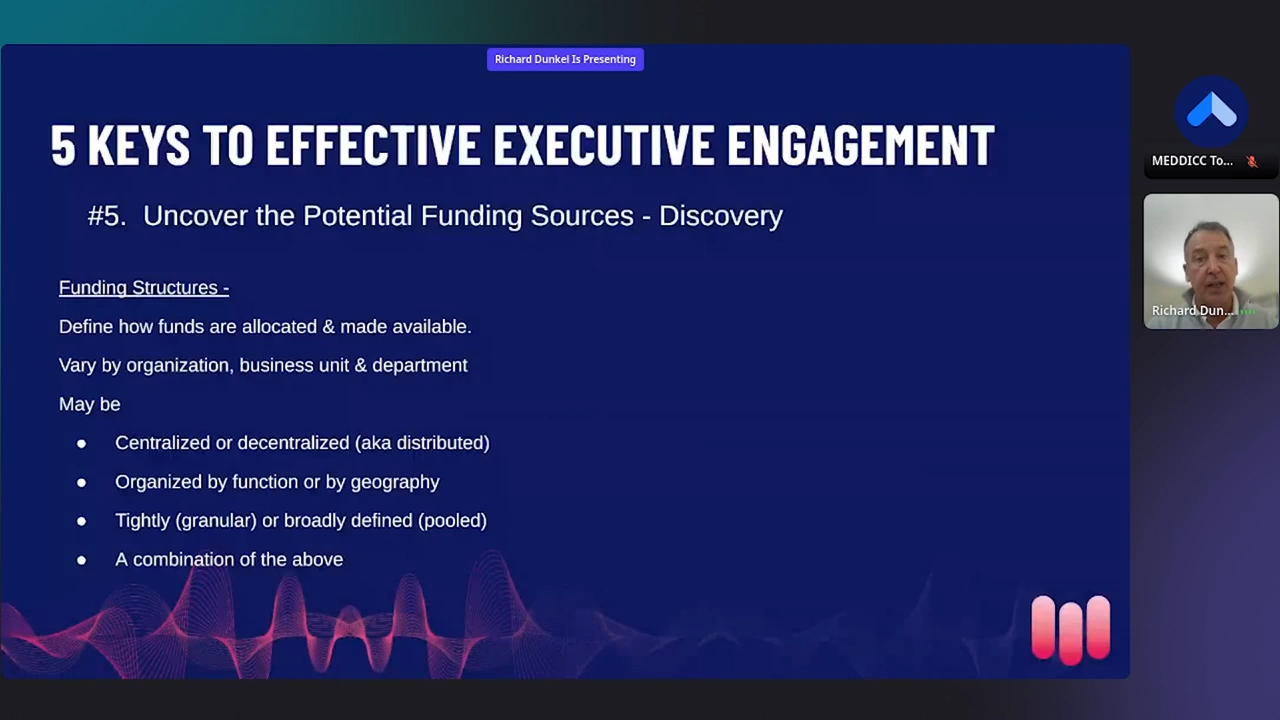 Richard Dunkel Is Presenting
5 KEYS TO EFFECTIVE EXECUTIVE ENGAGEMENT
#5. Uncover the Potential Funding Sources - Discovery
Funding Structures -
Define how funds are allocated & made available.
Vary by organization, business unit & department
May be
● Centralized or decentralized (aka distributed)
● Organized by function or by geography
● Tightly (granular) or broadly defined (pooled)
● A combination of the above
MEDDICC To...
Richard Dun...